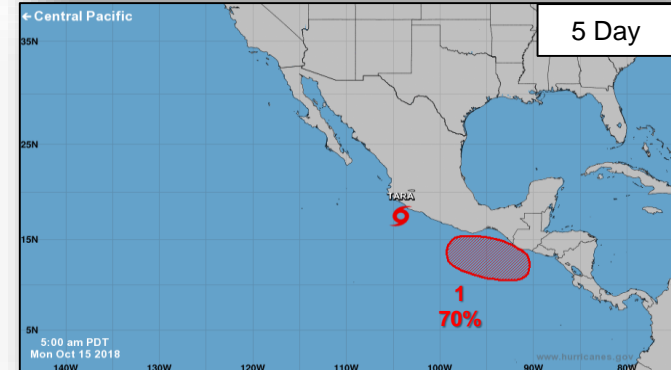 ← Central Pacific
5 Day
35N
25N
TARA
15N
1
70%
5N
5:00 am PDT
Mon Oct 15 2018
www.hurricanes.gov
140W 130W 120W 110W 100W 90W 80W